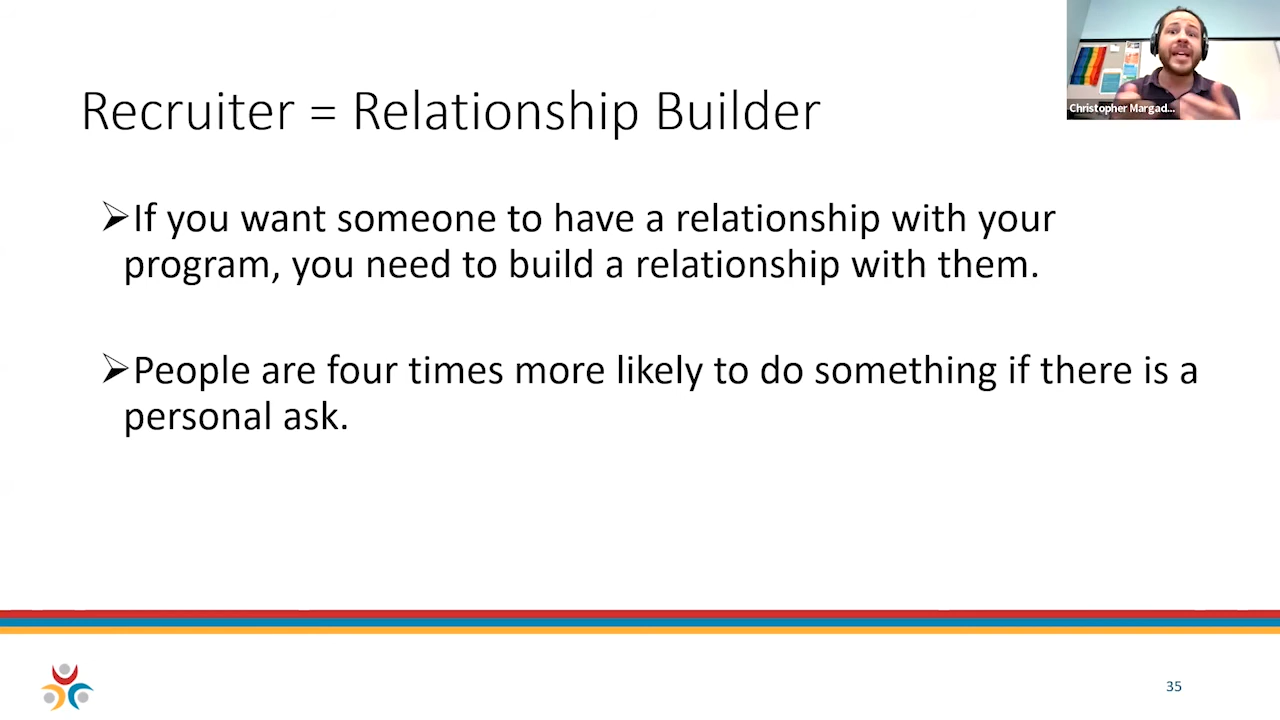 Christopher Margad...
Recruiter = Relationship Builder
➢If you want someone to have a relationship with your
program, you need to build a relationship with them.
➢People are four times more likely to do something if there is a
personal ask.
35